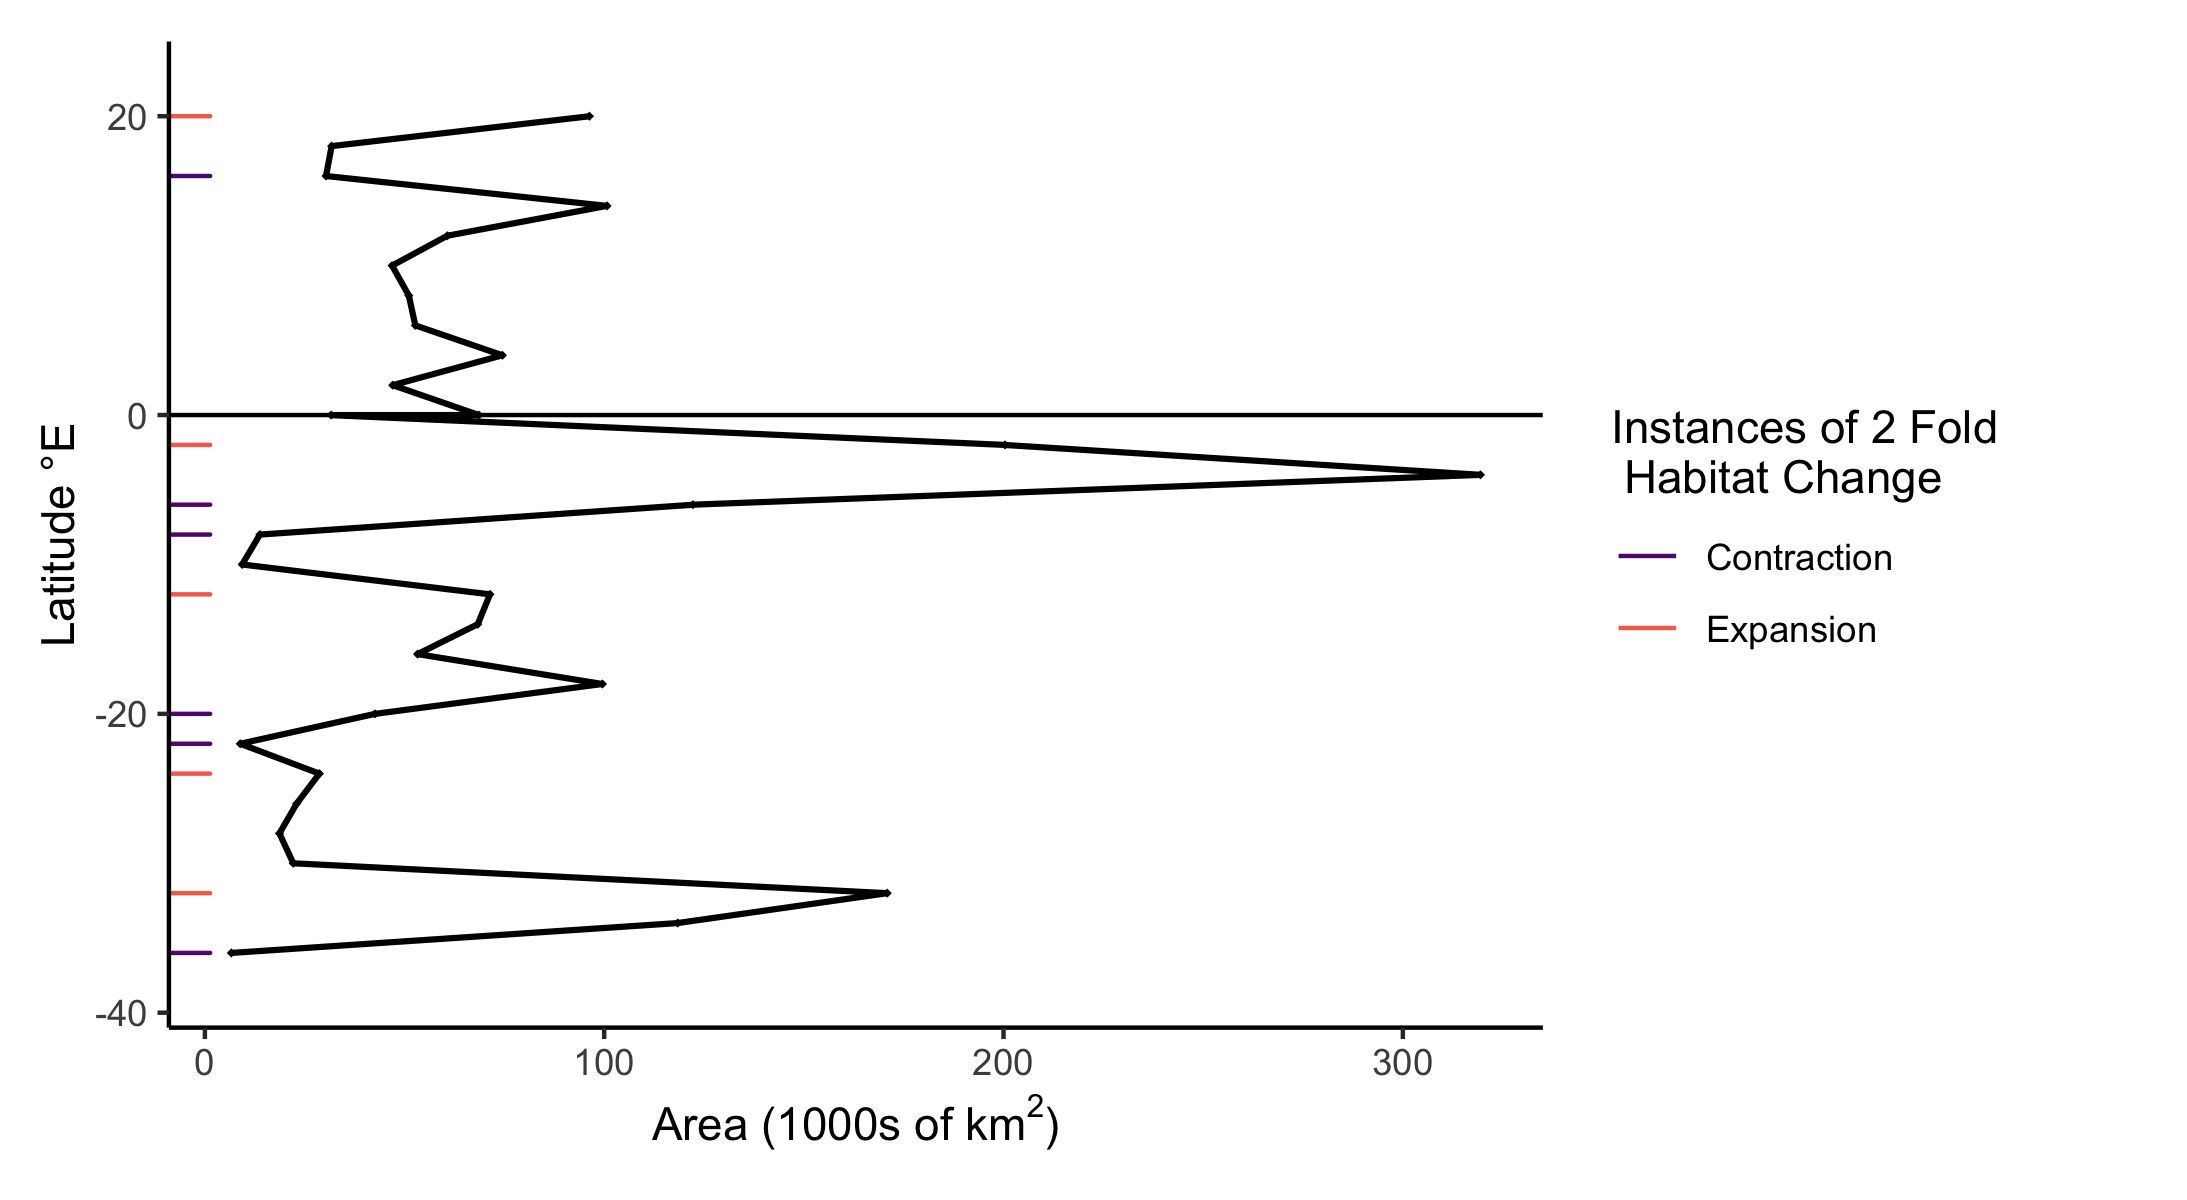 20
0
-20
-40
Latitude °E
0
100
200
300
Area (1000s of km²)
Instances of 2 Fold
Habitat Change
Contraction
Expansion